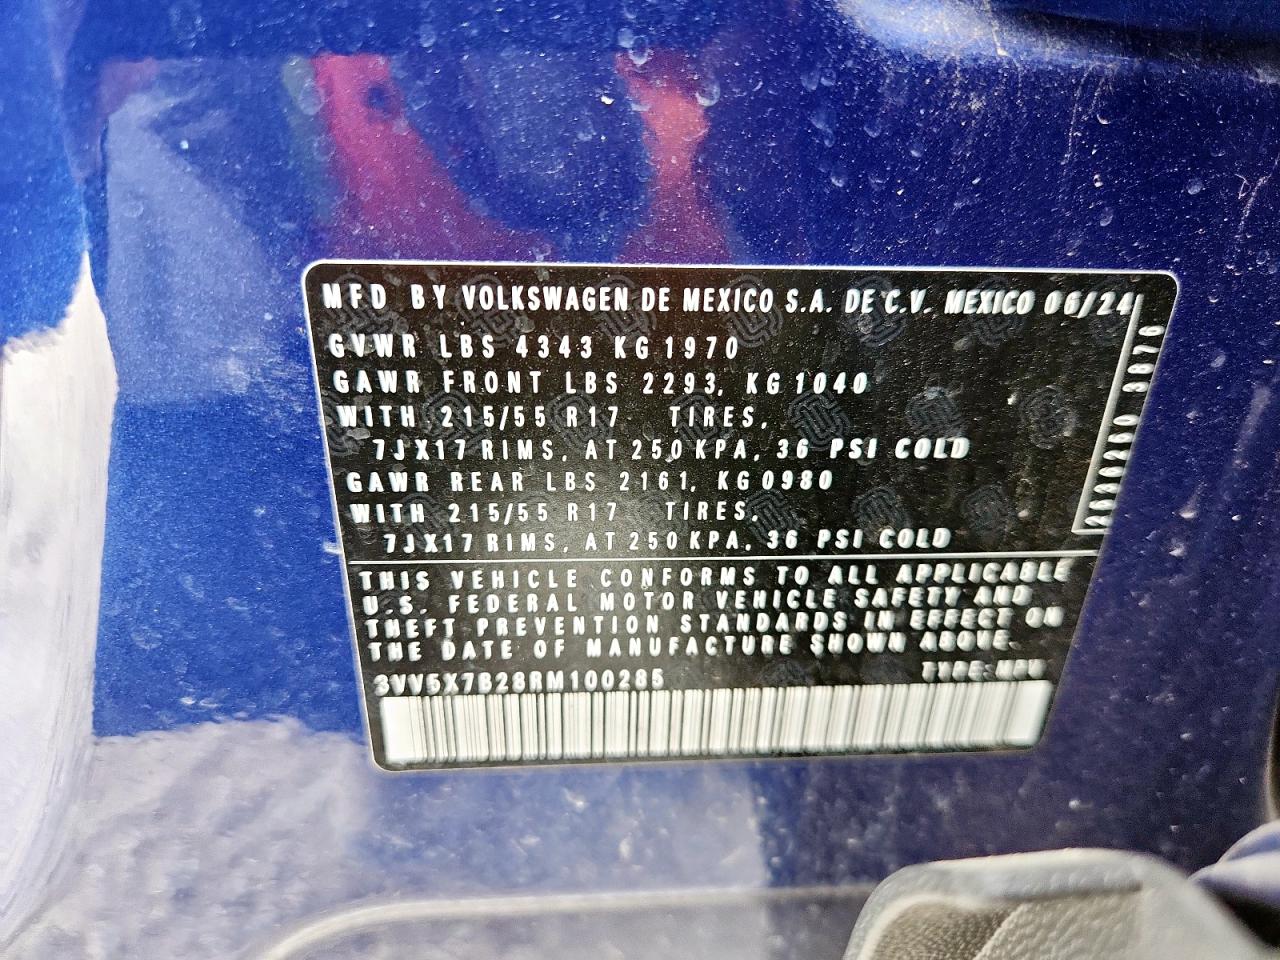 MFD BY VOLKSWAGEN DE MEXICO S.A. DE C.V. MEXICO 06/24
GVWR LBS 4343 KG 1970
GAWR FRONT LBS 2293, KG 1040
WITH 215/55 R17 TIRES,
7JX17 RIMS, AT 250 KPA, 36 PSI COLD
GAWR REAR LBS 2161, KG 0980
WITH 215/55 R17 TIRES,
7JX17 RIMS, AT 250 KPA, 36 PSI COLD
THIS VEHICLE CONFORMS TO ALL APPLICABLE
U.S. FEDERAL MOTOR VEHICLE SAFETY AND
THEFT PREVENTION STANDARDS IN EFFECT ON
THE DATE OF MANUFACTURE SHOWN ABOVE.
3VV5X7B28RM100285 TYPE: MPV